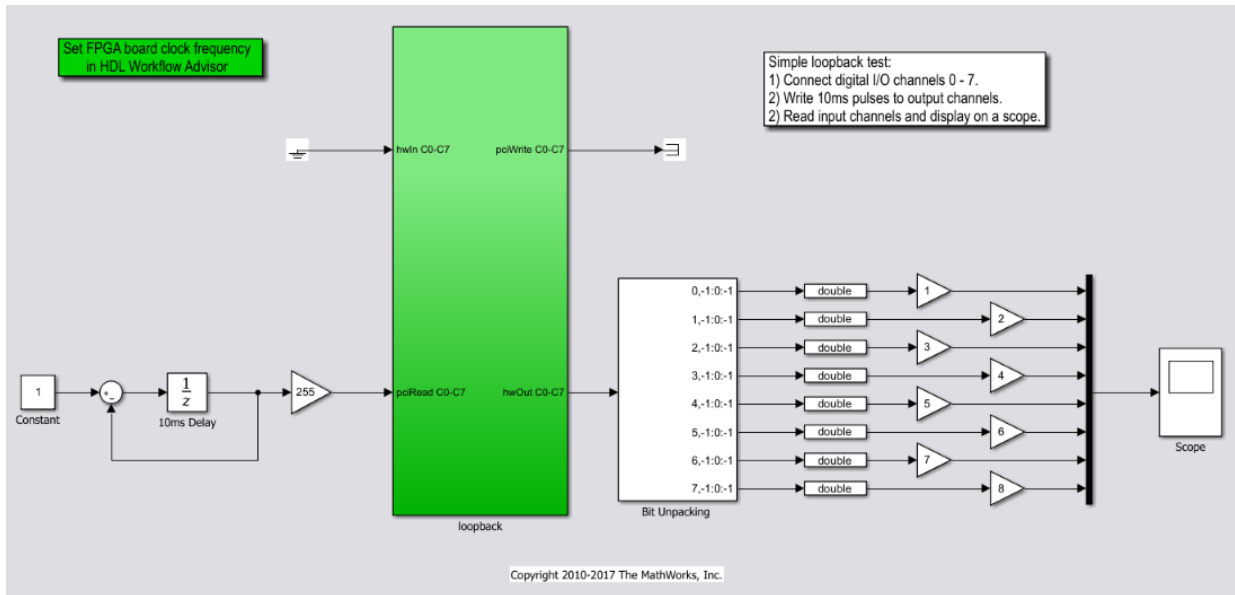 Set FPGA board clock frequency
in HDL Workflow Advisor
Simple loopback test:
1) Connect digital I/O channels 0 - 7.
2) Write 10ms pulses to output channels.
2) Read input channels and display on a scope.
hwIn C0-C7
pciWrite C0-C7
0,-1:0:-1
double
1
1,-1:0:-1
double
2
2,-1:0:-1
double
3
3,-1:0:-1
double
4
1
+-
1
z
255
pciRead C0-C7
hwOut C0-C7
4,-1:0:-1
double
5
Constant
10ms Delay
5,-1:0:-1
double
6
Scope
6,-1:0:-1
double
7
7,-1:0:-1
double
8
Bit Unpacking
loopback
Copyright 2010-2017 The MathWorks, Inc.